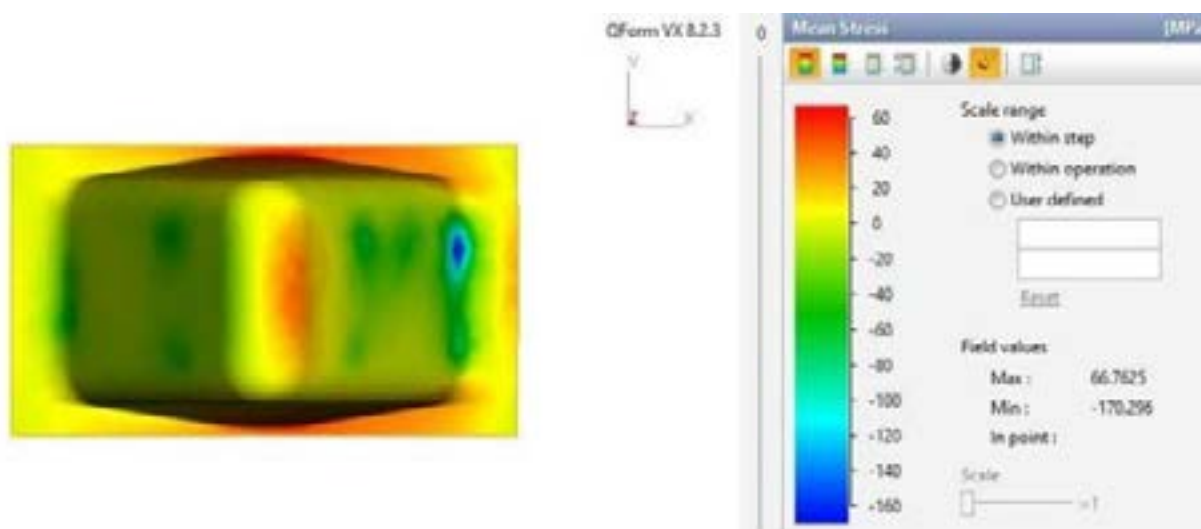 QForm VX 8.2.3
0
Y
Z
X
Mean Stress [MPa
60
40
20
0
-20
-40
-60
-80
-100
-120
-140
-160
Scale range
Within step
Within operation
User defined
Reset
Field values
Max : 66.7625
Min : -170.296
In point :
Scale
×1